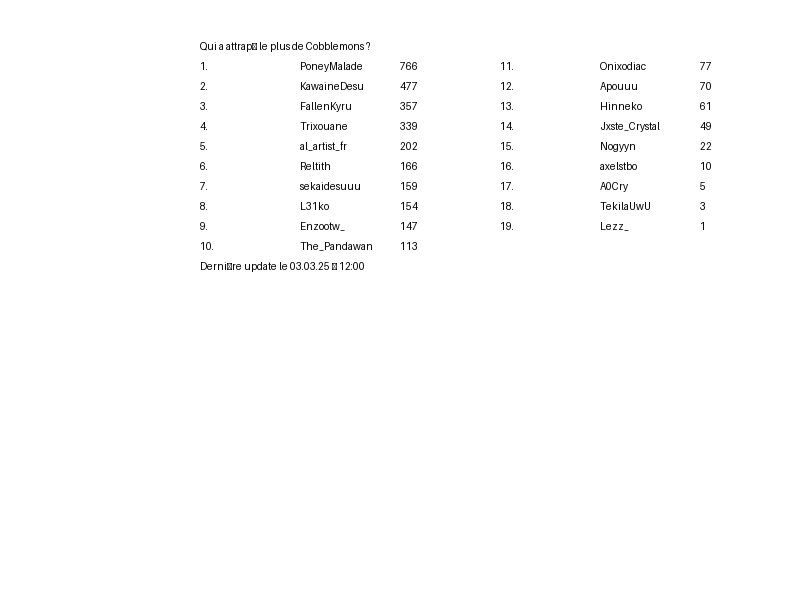 Qui a attrap▯ le plus de Cobblemons ?
1. PoneyMalade 766 11. Onixodiac 77
2. KawaineDesu 477 12. Apouuu 70
3. FallenKyru 357 13. Hinneko 61
4. Trixouane 339 14. Jxste_Crystal 49
5. al_artist_fr 202 15. Nogyyn 22
6. Reltith 166 16. axelstbo 10
7. sekaidesuuu 159 17. A0Cry 5
8. L31ko 154 18. TekilaUwU 3
9. Enzootw_ 147 19. Lezz_ 1
10. The_Pandawan 113
Derni▯re update le 03.03.25 ▯ 12:00